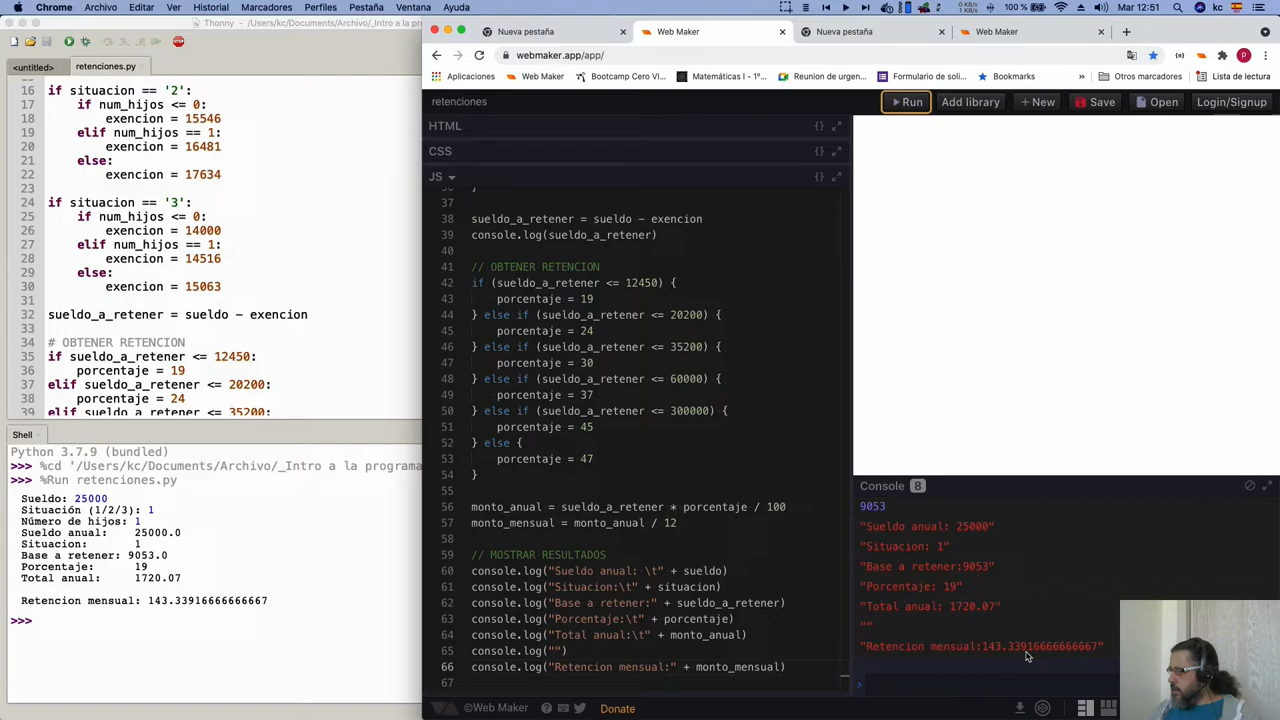 Chrome Archivo Editar Ver Historial Marcadores Perfiles Pestaña Ventana Ayuda
100 % Mar 12:51
Thonny - /Users/kc/Documents/Archivo/_Intro a la pro
<untitled> retenciones.py
16 if situacion == '2':
17 if num_hijos <= 0:
18 exencion = 15546
19 elif num_hijos == 1:
20 exencion = 16481
21 else:
22 exencion = 17634
23
24 if situacion == '3':
25 if num_hijos <= 0:
26 exencion = 14000
27 elif num_hijos == 1:
28 exencion = 14516
29 else:
30 exencion = 15063
31
32 sueldo_a_retener = sueldo - exencion
33
34 # OBTENER RETENCION
35 if sueldo_a_retener <= 12450:
36 porcentaje = 19
37 elif sueldo_a_retener <= 20200:
38 porcentaje = 24
39 elif sueldo a retener <= 35200:
Shell
Python 3.7.9 (bundled)
>>> %cd '/Users/kc/Documents/Archivo/_Intro a la programa
>>> %Run retenciones.py
Sueldo: 25000
Situación (1/2/3): 1
Número de hijos: 1
Sueldo anual: 25000.0
Situacion: 1
Base a retener: 9053.0
Porcentaje: 19
Total anual: 1720.07
Retencion mensual: 143.33916666666667
>>>
Nueva pestaña Web Maker Nueva pestaña Web Maker
webmaker.app/app/
Aplicaciones Web Maker Bootcamp Cero VI... Matemáticas I - 1º... Reunion de urgen... Formulario de soli... Bookmarks » Otros marcadores Lista de lectura
retenciones Run Add library + New Save Open Login/Signup
HTML {}
CSS {}
JS {}
36 }
37
38 sueldo_a_retener = sueldo - exencion
39 console.log(sueldo_a_retener)
40
41 // OBTENER RETENCION
42 if (sueldo_a_retener <= 12450) {
43 porcentaje = 19
44 } else if (sueldo_a_retener <= 20200) {
45 porcentaje = 24
46 } else if (sueldo_a_retener <= 35200) {
47 porcentaje = 30
48 } else if (sueldo_a_retener <= 60000) {
49 porcentaje = 37
50 } else if (sueldo_a_retener <= 300000) {
51 porcentaje = 45
52 } else {
53 porcentaje = 47
54 }
55
56 monto_anual = sueldo_a_retener * porcentaje / 100
57 monto_mensual = monto_anual / 12
58
59 // MOSTRAR RESULTADOS
60 console.log("Sueldo anual: \t" + sueldo)
61 console.log("Situacion:\t" + situacion)
62 console.log("Base a retener:" + sueldo_a_retener)
63 console.log("Porcentaje:\t" + porcentaje)
64 console.log("Total anual:\t" + monto_anual)
65 console.log("")
66 console.log("Retencion mensual:" + monto_mensual)
67
Console 8
9053
"Sueldo anual: 25000"
"Situacion: 1"
"Base a retener:9053"
"Porcentaje: 19"
"Total anual: 1720.07"
""
"Retencion mensual:143.33916666666667"
>
©Web Maker Donate